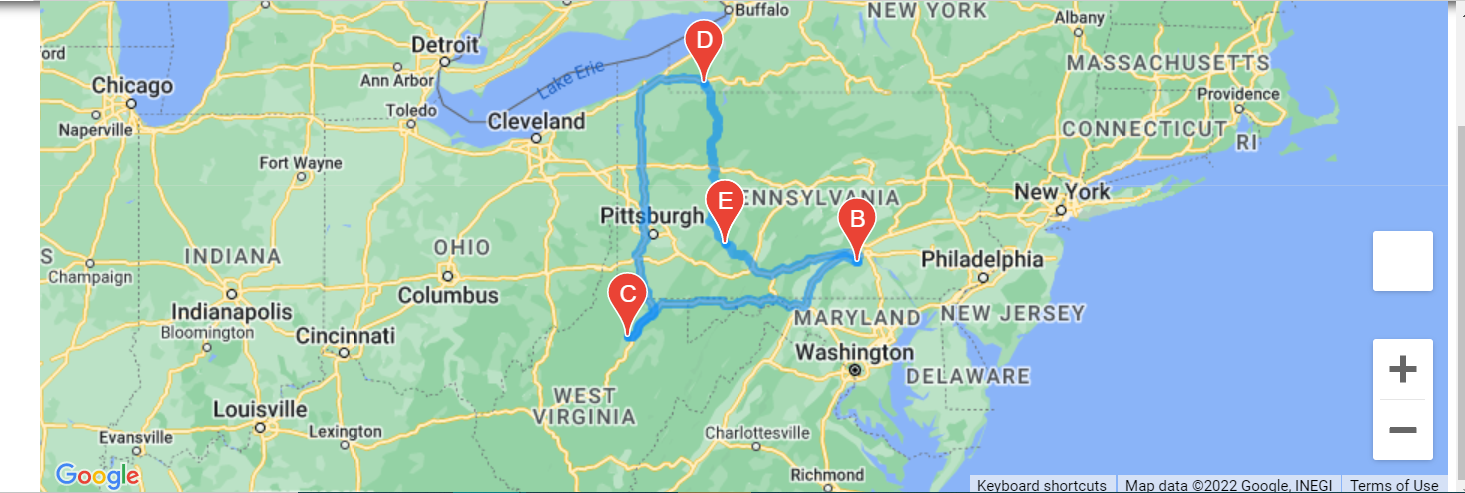 Buffalo
NEW YORK
Albany
D
Detroit
ord
Ann Arbor
MASSACHUSETTS
Lake Erie
Chicago
Providence
Toledo
Cleveland
Naperville
CONNECTICUT
RI
Fort Wayne
New York
E
ENNSYLVANIA
B
Pittsburgh
OHIO
INDIANA
S
Philadelphia
Champaign
C
Columbus
Indianapolis
MARYLAND
NEW JERSEY
Bloomington
Cincinnati
Washington
DELAWARE
WEST
VIRGINIA
Louisville
Lexington
Evansville
Charlottesville
Richmond
Google
Keyboard shortcuts
Map data ©2022 Google, INEGI
Terms of Use